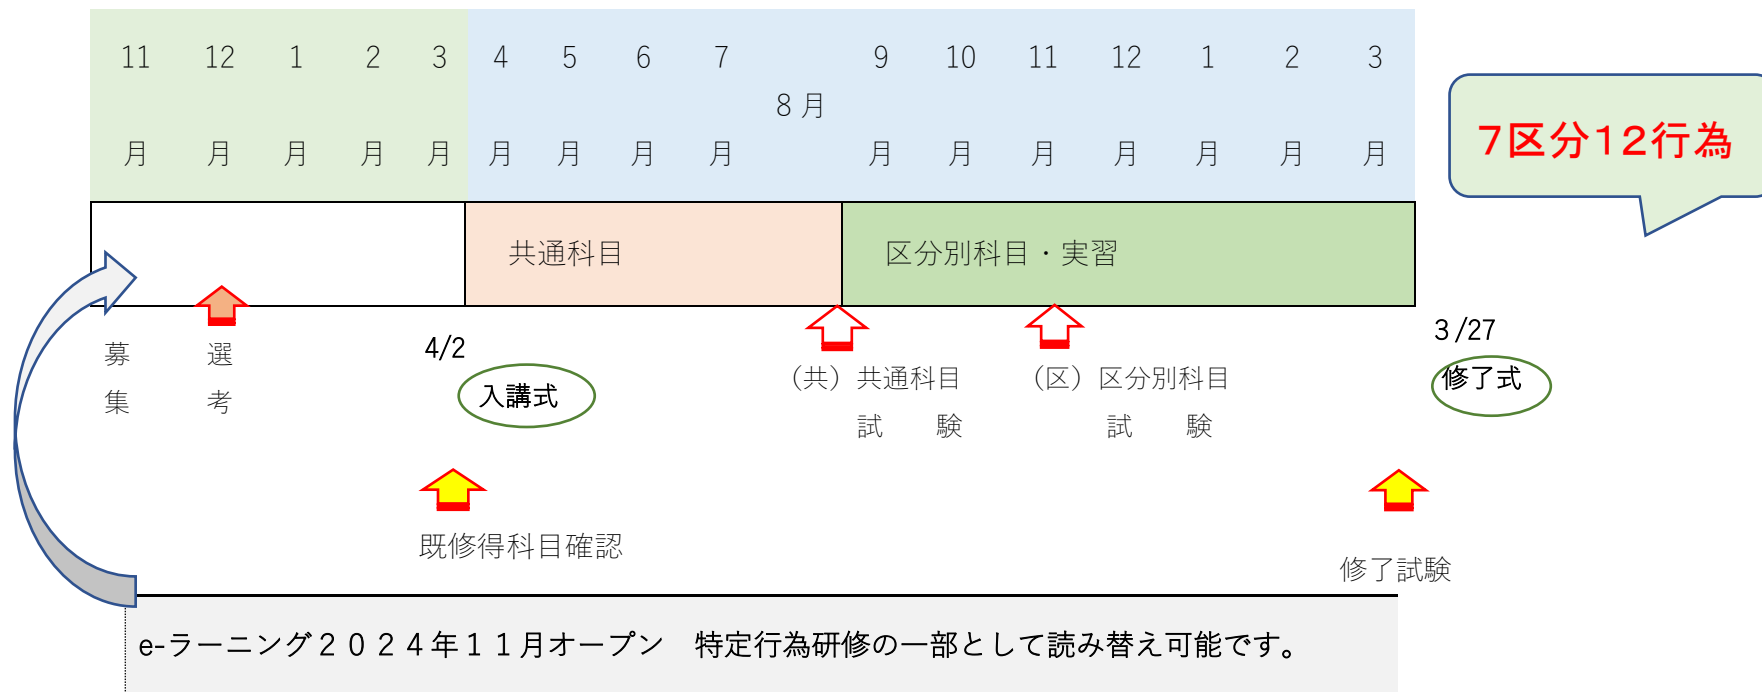 11 12 1 2 3 4 5 6 7 9 10 11 12 1 2 3
8月
月 月 月 月 月 月 月 月 月 月 月 月 月 月 月 月
7区分12行為
共通科目 区分別科目・実習
募集
選考
4/2
入講式
(共)共通科目
試 験
(区)区分別科目
試 験
3/27
修了式
既修得科目確認
修了試験
e-ラーニング2024年11月オープン 特定行為研修の一部として読み替え可能です。